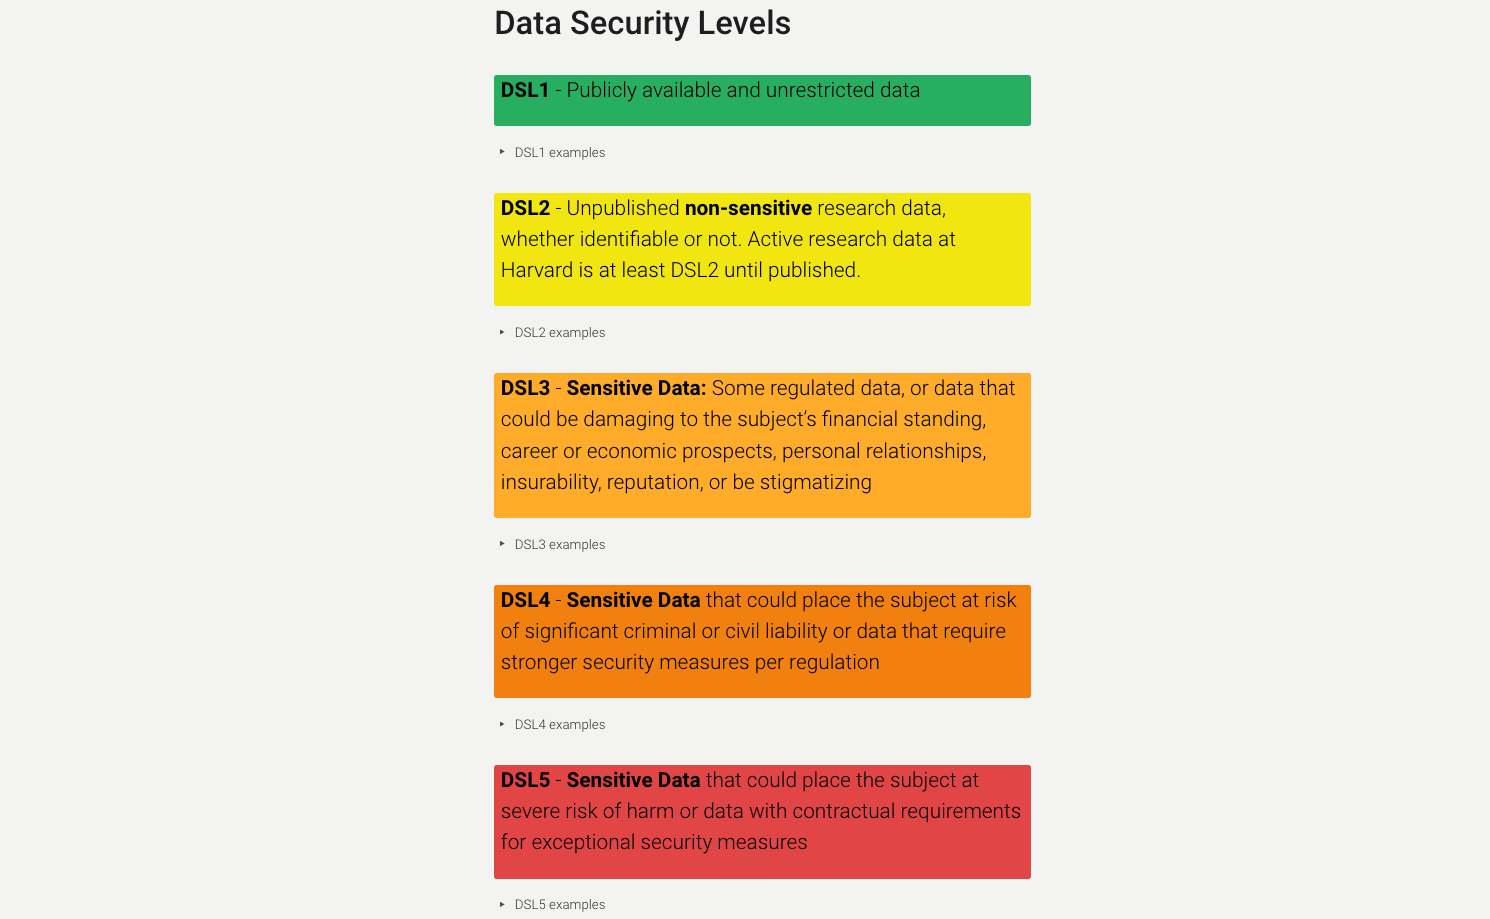 Data Security Levels
DSL1 - Publicly available and unrestricted data
DSL1 examples
DSL2 - Unpublished non-sensitive research data,
whether identifiable or not. Active research data at
Harvard is at least DSL2 until published.
DSL2 examples
DSL3 - Sensitive Data: Some regulated data, or data that
could be damaging to the subject’s financial standing,
career or economic prospects, personal relationships,
insurability, reputation, or be stigmatizing
DSL3 examples
DSL4 - Sensitive Data that could place the subject at risk
of significant criminal or civil liability or data that require
stronger security measures per regulation
DSL4 examples
DSL5 - Sensitive Data that could place the subject at
severe risk of harm or data with contractual requirements
for exceptional security measures
DSL5 examples